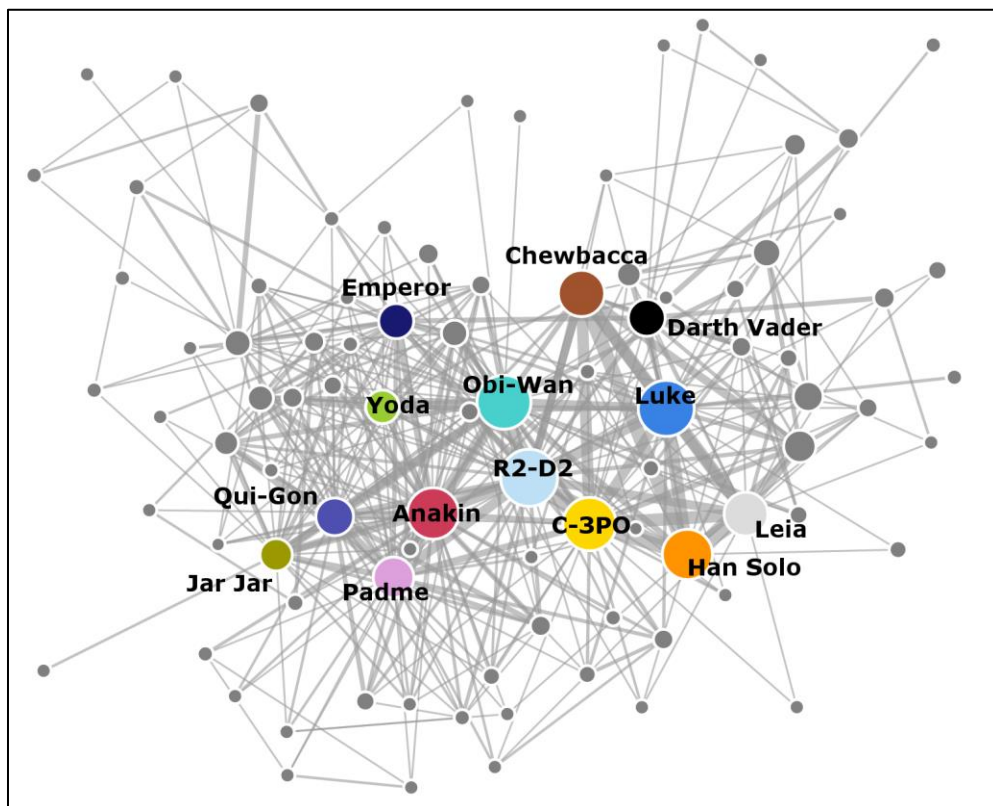 Chewbacca
Emperor
Darth Vader
Obi-Wan
Luke
Yoda
R2-D2
Qui-Gon
Anakin
C-3PO
Leia
Han Solo
Jar Jar
Padme